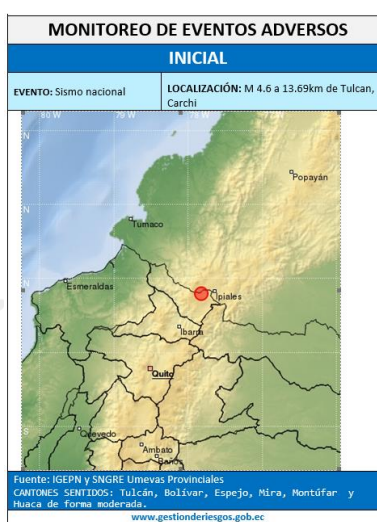 MONITOREO DE EVENTOS ADVERSOS
INICIAL
EVENTO: Sismo nacional
LOCALIZACIÓN: M 4.6 a 13.69km de Tulcan,
Carchi
80 W
79 W
78 W
N
Popayán
N
Tumaco
N
Esmeraldas
Ipiales
Ibarra
Quito
S
Quevedo
Ambato
Baños
Fuente: IGEPN y SNGRE Umevas Provinciales
CANTONES SENTIDOS: Tulcán, Bolívar, Espejo, Mira, Montúfar y
Huaca de forma moderada.
www.gestionderiesgos.gob.ec